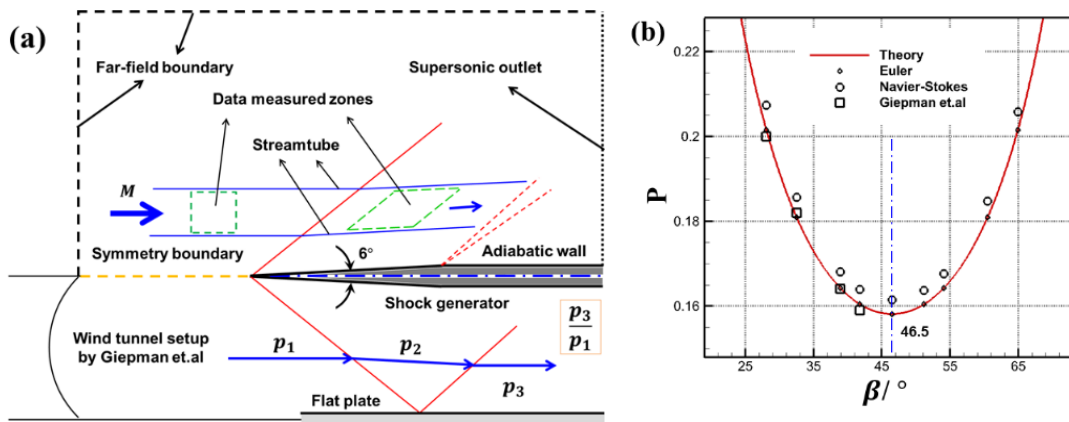 (a)
Far-field boundary
Supersonic outlet
Data measured zones
Streamtube
M
Symmetry boundary
6°
Adiabatic wall
Shock generator
Wind tunnel setup
by Giepman et.al
p₁
p₂
p₃
p₃
p₁
Flat plate
(b)
P
0.22
0.2
0.18
0.16
Theory
Euler
Navier-Stokes
Giepman et.al
46.5
25
35
45
55
65
β/°